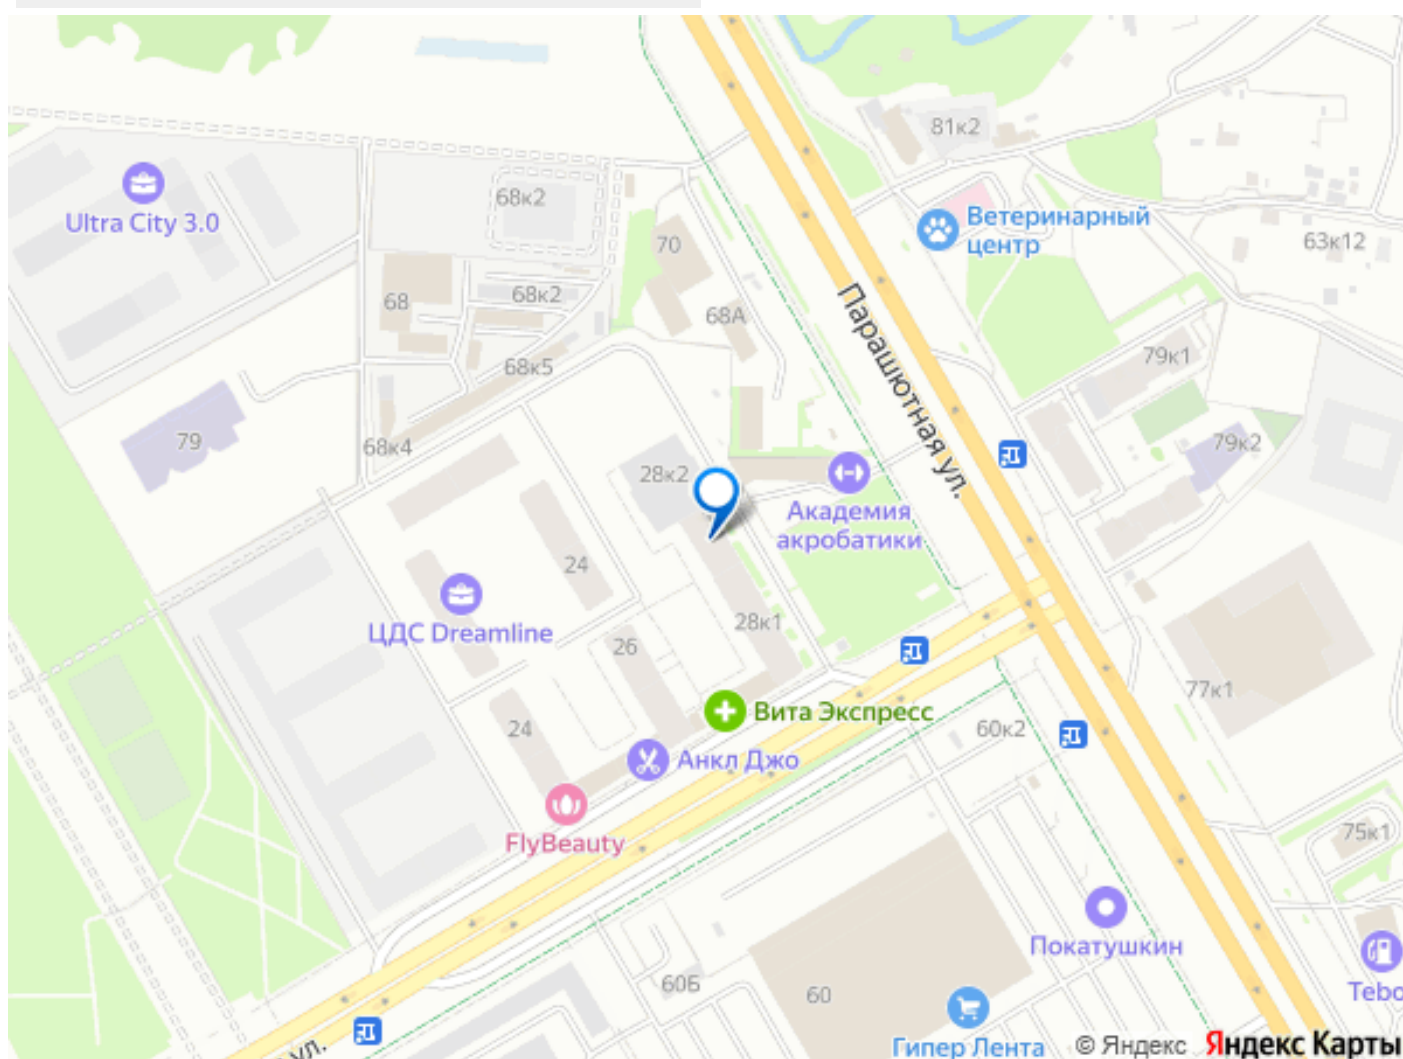 81к2
Ultra City 3.0
68к2
Ветеринарный
центр
70
63к12
68
68к2
68А
Парашютная ул.
68к5
79к1
79
68к4
79к2
28к2
Академия
акробатики
24
ЦДС Dreamline
28к1
26
77к1
24
Вита Экспресс
60к2
Анкл Джо
FlyBeauty
75к1
Покатушкин
60Б
60
Tebo
Гипер Лента
ул.
© Яндекс Яндекс Карты